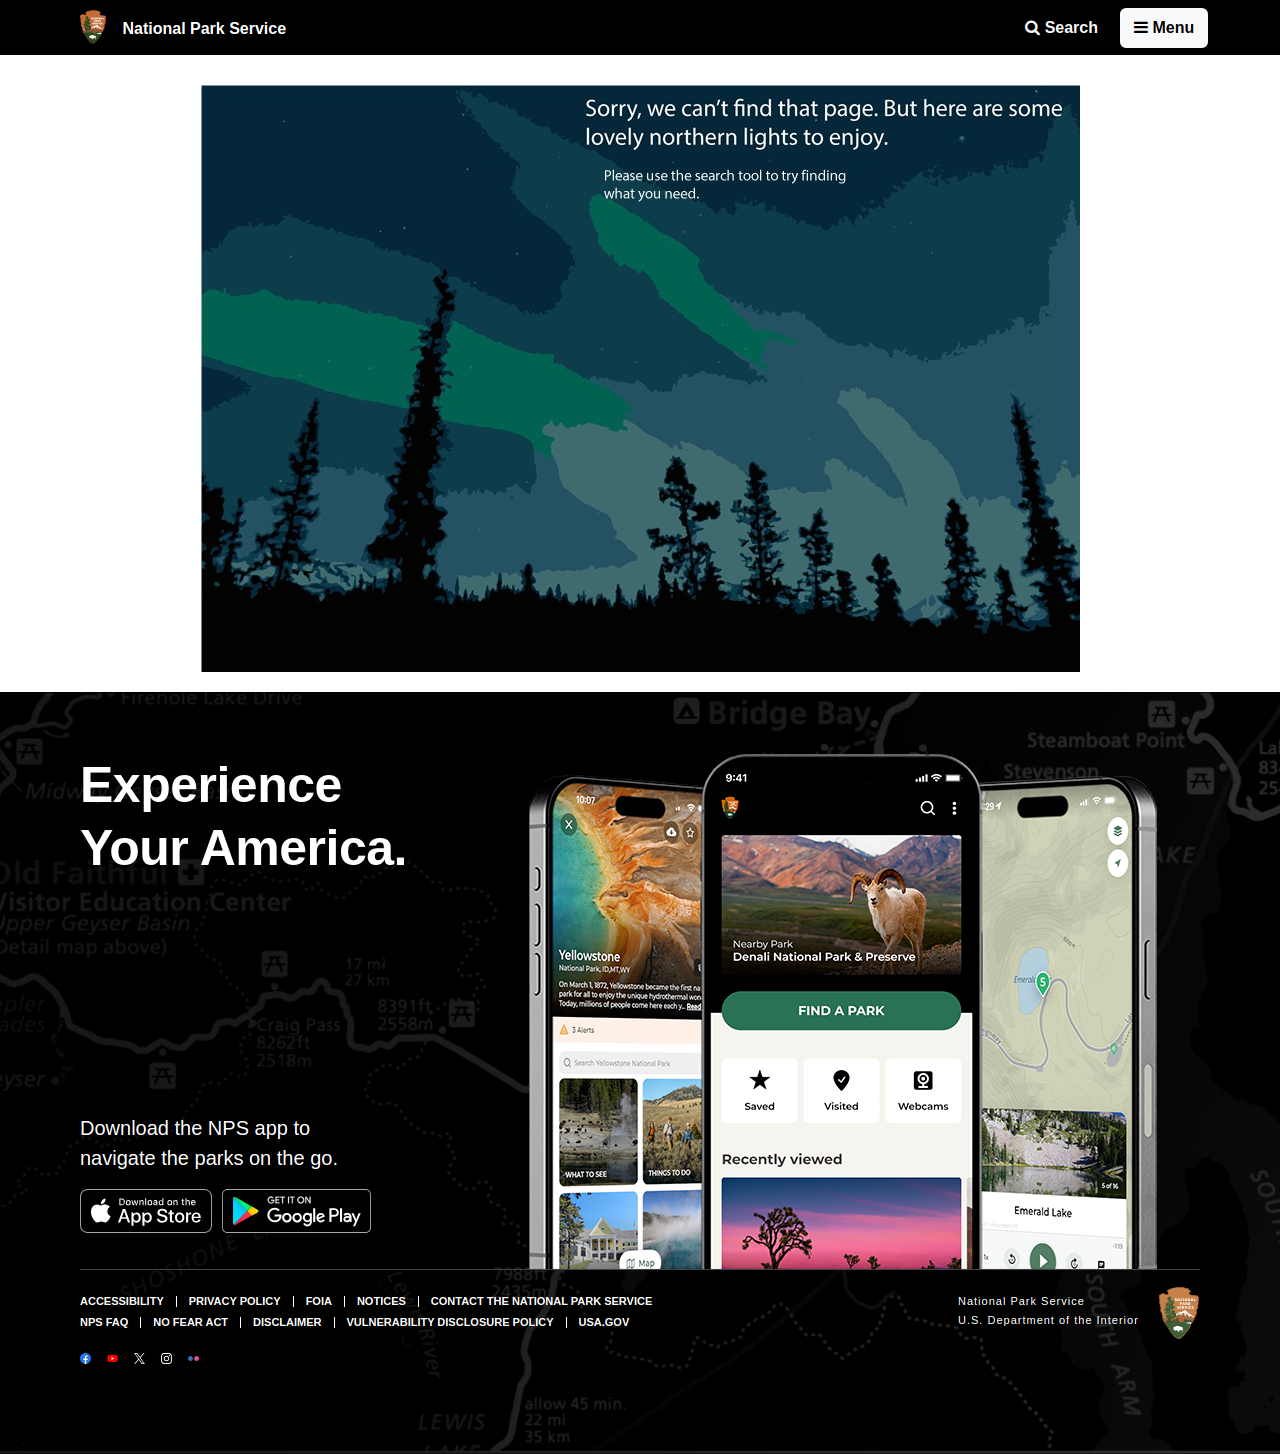 National Park Service
Search
Menu
Sorry, we can't find that page. But here are some
lovely northern lights to enjoy.
Please use the search tool to try finding
what you need.
Firehole Lake Drive
Bridge Bay
Steamboat Point
Stevenson
Experience
Your America.
Old Faithful
Visitor Education Center
Upper Geyser Basin
(Detail map above)
17 mi
27 km
8391ft
2558m
Craig Pass
8262ft
2518m
10:07
X
Yellowstone
National Park, ID,MT,WY
On March 1, 1872, Yellowstone became the first na
park for all to enjoy the unique hydrothermal won
Today, millions of people come here each y... Read
3 Alerts
Search Yellowstone National Park
WHAT TO SEE
THINGS TO DO
Map
9:41
Nearby Park
Denali National Park & Preserve
FIND A PARK
Saved
Visited
Webcams
Recently viewed
:29
Emerald
5
5 of 16
Emerald Lake
1x
-1:19
Download the NPS app to
navigate the parks on the go.
Download on the
App Store
GET IT ON
Google Play
SHOSHONE
7988ft
2435m
ACCESSIBILITY
PRIVACY POLICY
FOIA
NOTICES
CONTACT THE NATIONAL PARK SERVICE
NPS FAQ
NO FEAR ACT
DISCLAIMER
VULNERABILITY DISCLOSURE POLICY
USA.GOV
National Park Service
U.S. Department of the Interior
SOUTH ARM
allow 45 min.
22 mi
35 km
LEWIS
LAKE